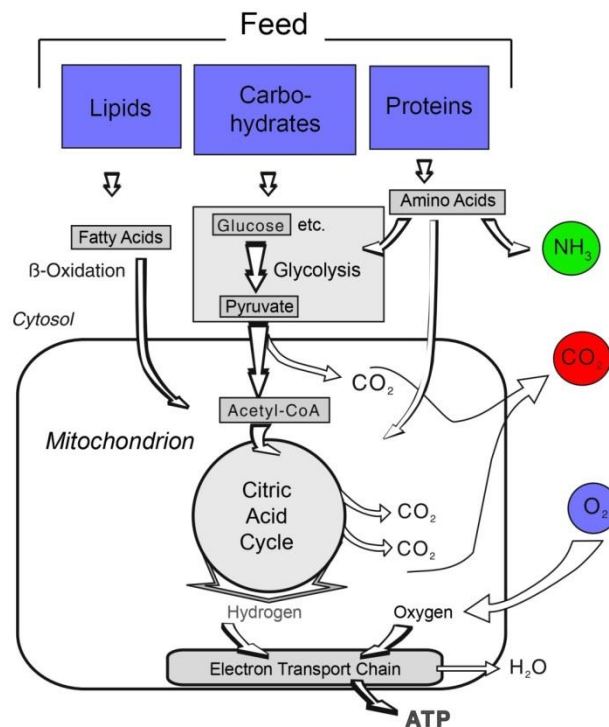 Feed
Lipids
Carbo-
hydrates
Proteins
Amino Acids
Glucose etc.
Fatty Acids
NH₃
ß-Oxidation
Glycolysis
Pyruvate
Cytosol
CO₂
CO₂
Acetyl-CoA
Mitochondrion
Citric
Acid
Cycle
CO₂
CO₂
O₂
Hydrogen
Oxygen
Electron Transport Chain
H₂O
ATP